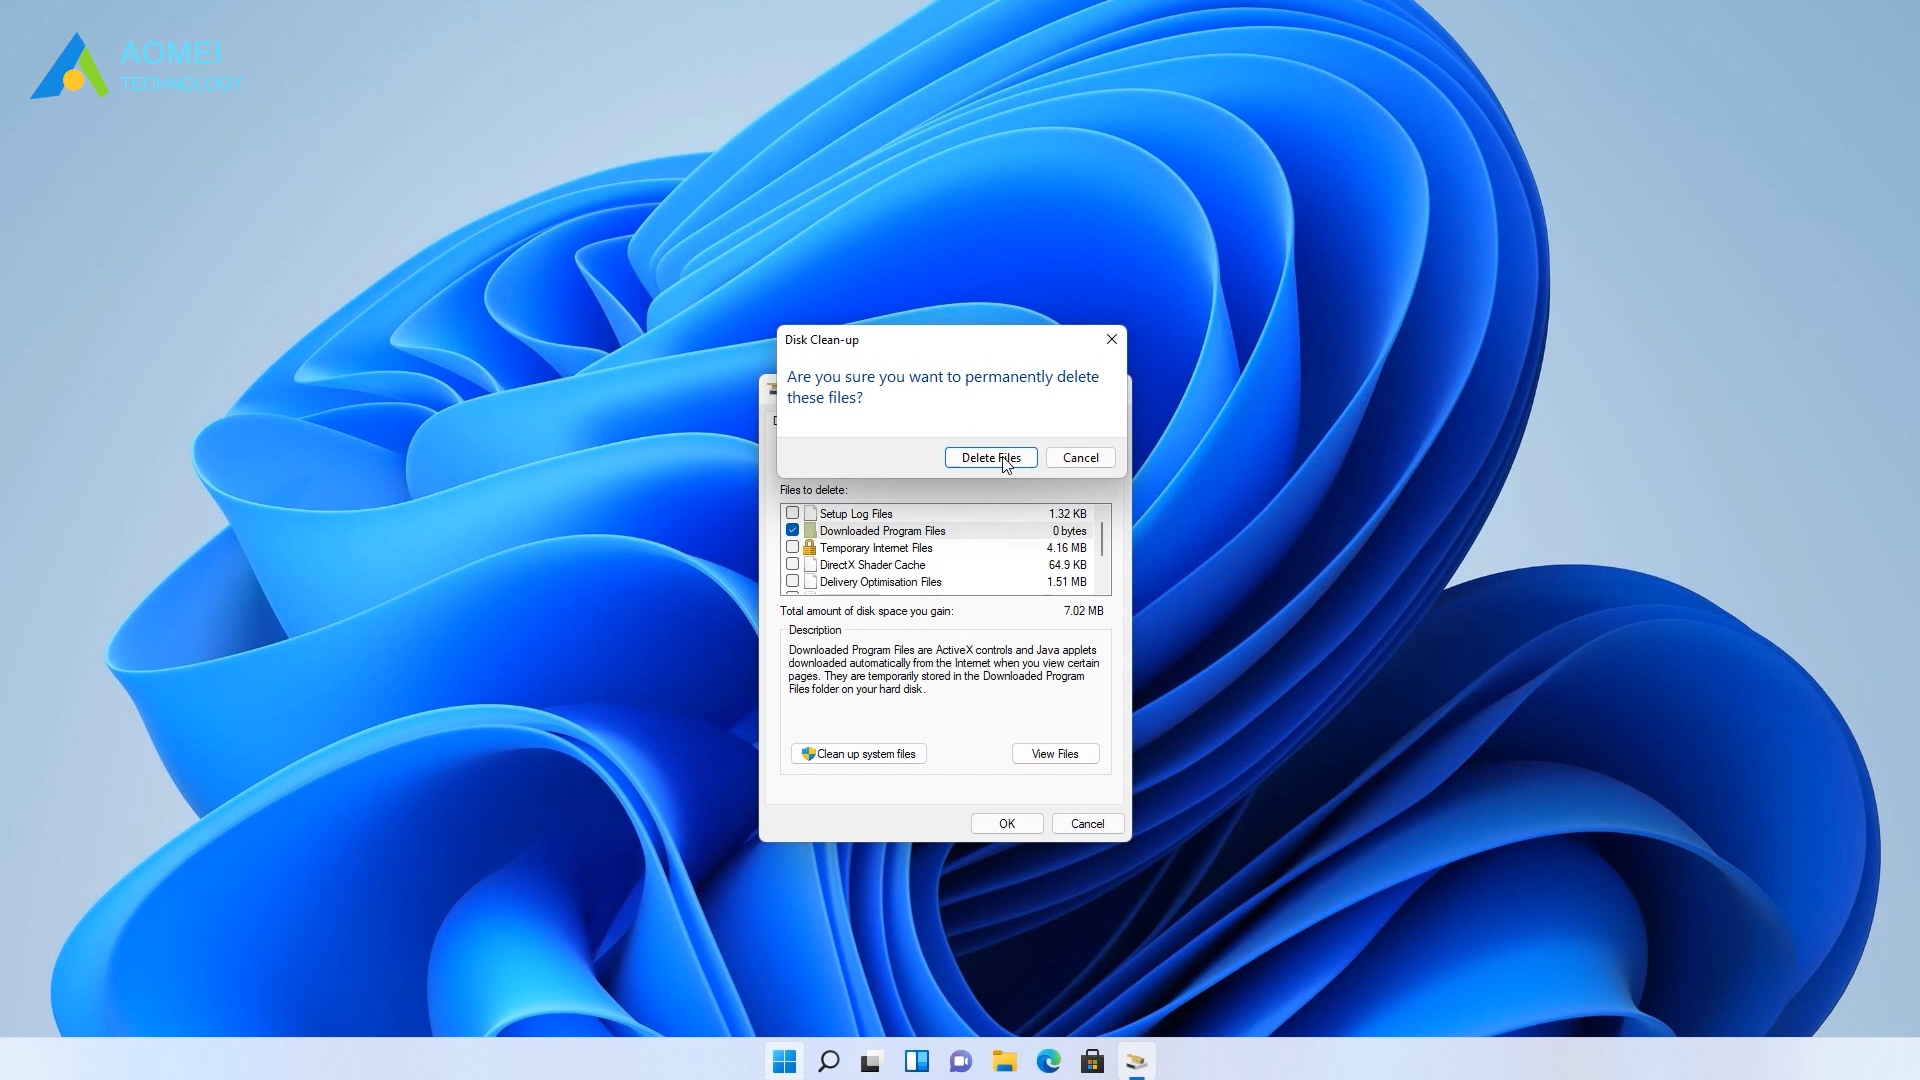 AOMEI
TECHNOLOGY
Disk Clean-up
Are you sure you want to permanently delete
these files?
Delete Files
Cancel
Files to delete:
Setup Log Files 1.32 KB
Downloaded Program Files 0 bytes
Temporary Internet Files 4.16 MB
DirectX Shader Cache 64.9 KB
Delivery Optimisation Files 1.51 MB
Total amount of disk space you gain: 7.02 MB
Description
Downloaded Program Files are ActiveX controls and Java applets
downloaded automatically from the Internet when you view certain
pages. They are temporarily stored in the Downloaded Program
Files folder on your hard disk.
Clean up system files
View Files
OK
Cancel